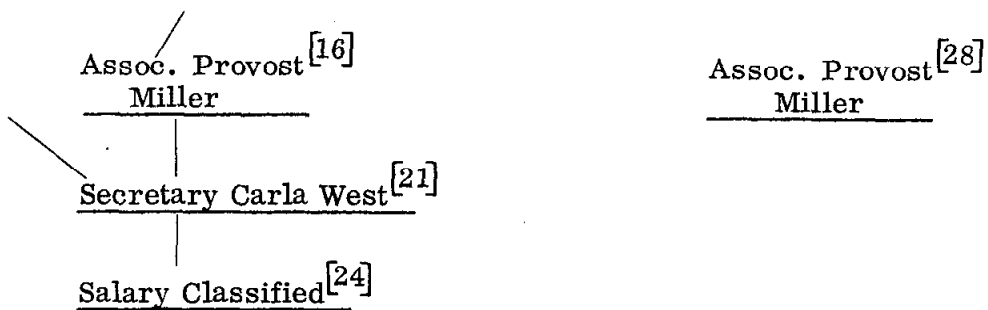 Assoc. Provost[16]
Miller
Secretary Carla West[21]
Salary Classified[24]
Assoc. Provost[28]
Miller